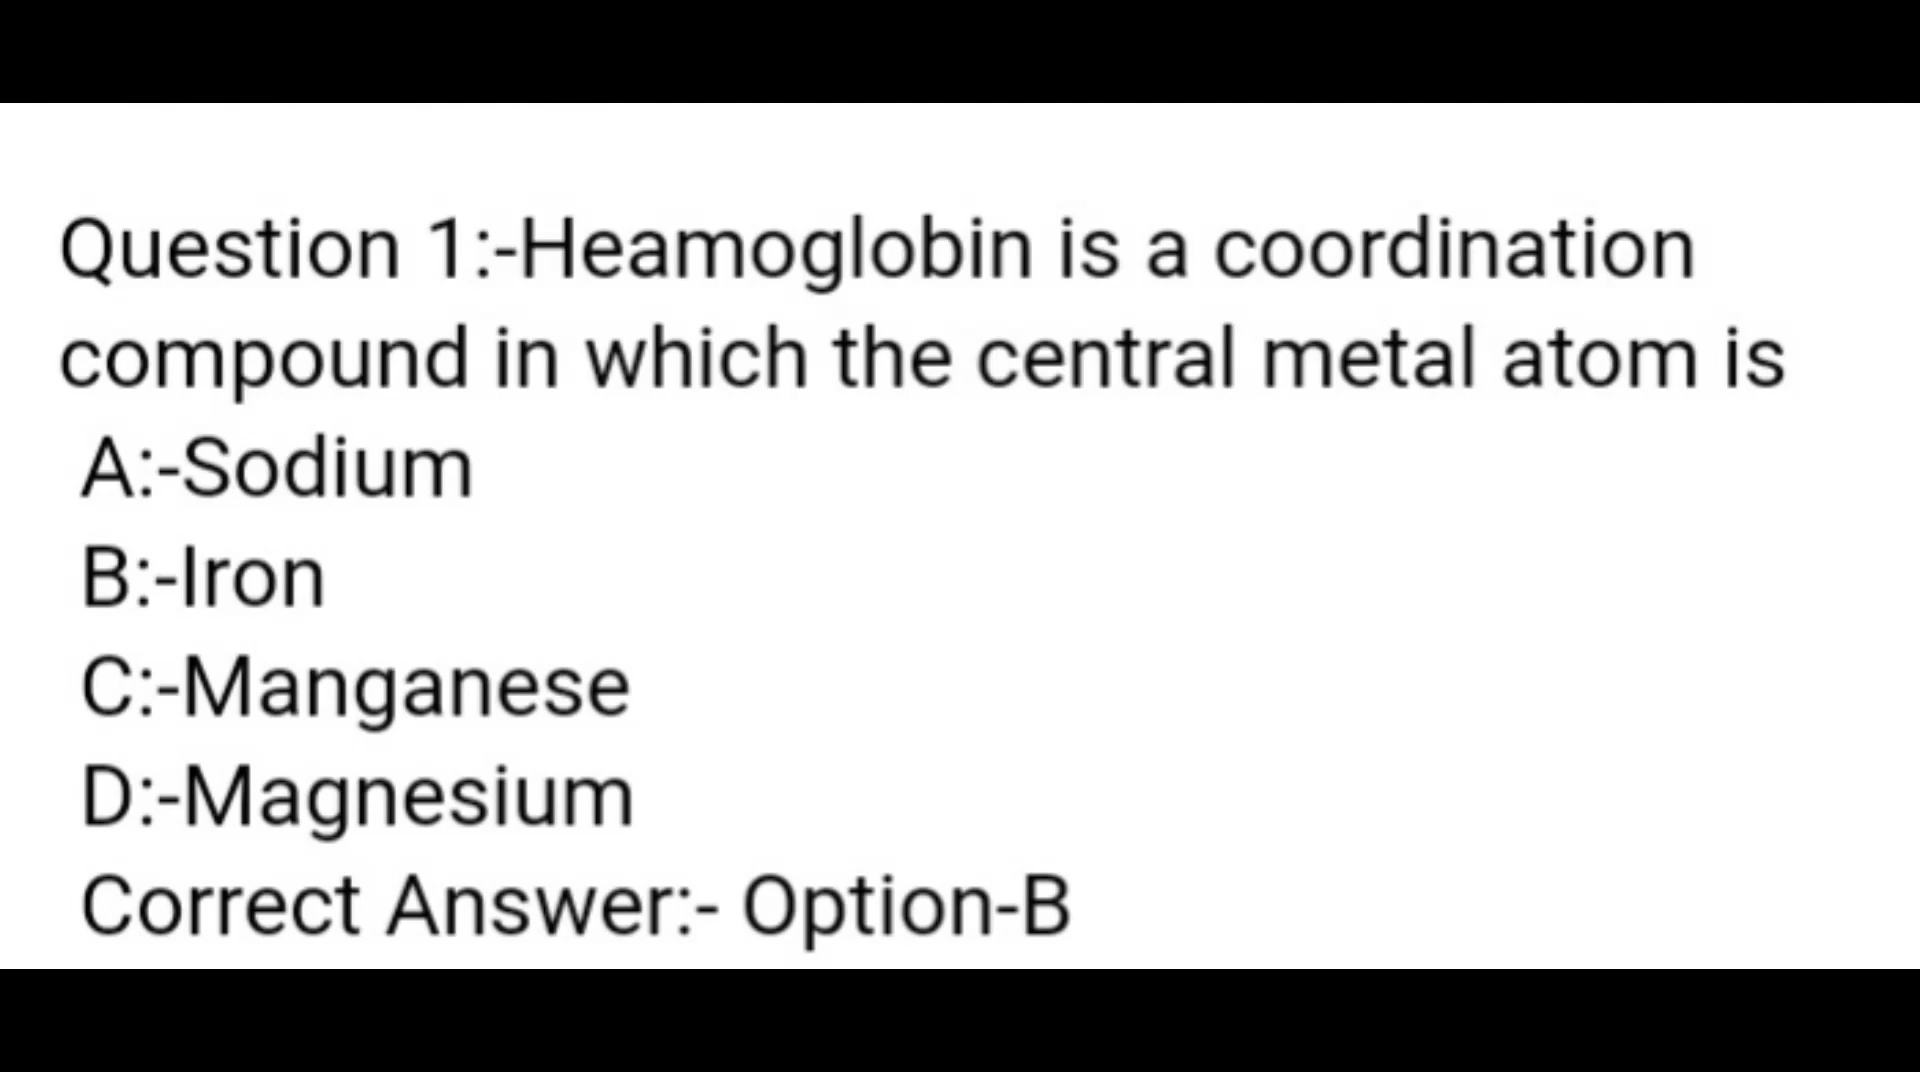 Question 1:-Heamoglobin is a coordination
compound in which the central metal atom is
A:-Sodium
B:-Iron
C:-Manganese
D:-Magnesium
Correct Answer:- Option-B